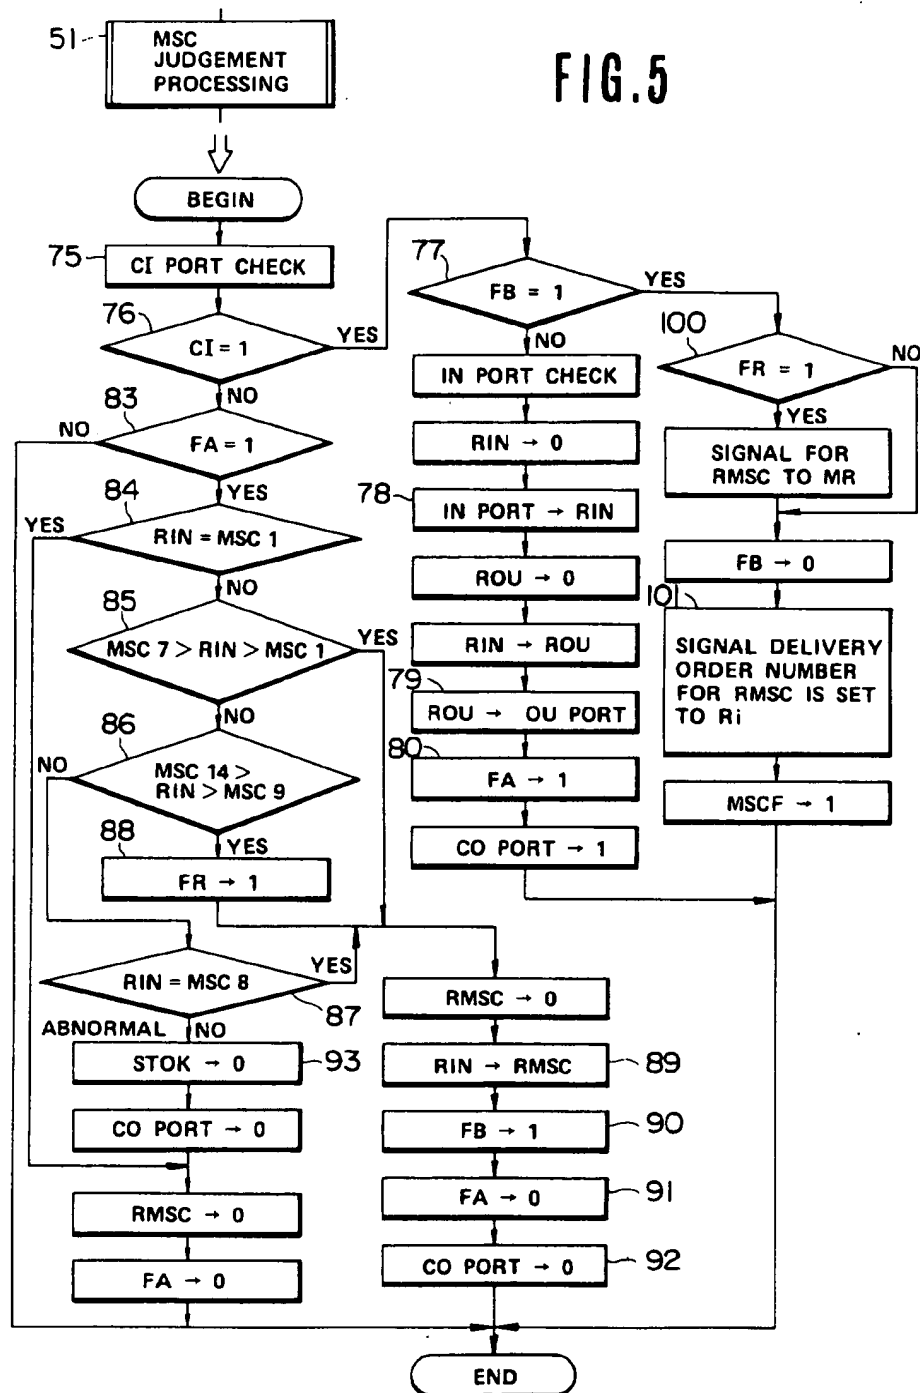 51
MSC
JUDGEMENT
PROCESSING
FIG.5
BEGIN
75
CI PORT CHECK
76
CI = 1
YES
NO
83
NO
FA = 1
YES
84
YES
RIN = MSC 1
NO
85
MSC 7 > RIN > MSC 1
YES
NO
86
NO
MSC 14 >
RIN > MSC 9
YES
88
FR → 1
RIN = MSC 8
YES
87
ABNORMAL
NO
STOK → 0
93
CO PORT → 0
RMSC → 0
FA → 0
77
FB = 1
YES
NO
IN PORT CHECK
RIN → 0
78
IN PORT → RIN
ROU → 0
RIN → ROU
79
ROU → OU PORT
80
FA → 1
CO PORT → 1
100
FR = 1
NO
YES
SIGNAL FOR
RMSC TO MR
FB → 0
101
SIGNAL DELIVERY
ORDER NUMBER
FOR RMSC IS SET
TO Ri
MSCF → 1
RMSC → 0
RIN → RMSC
89
FB → 1
90
FA → 0
91
CO PORT → 0
92
END